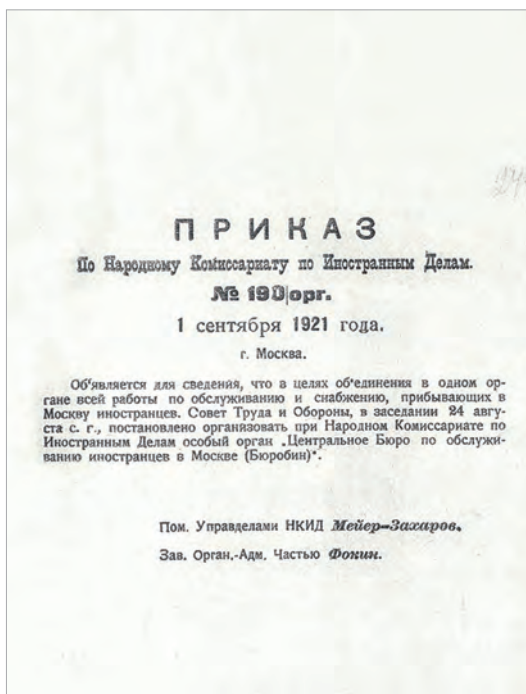 ПРИКАЗ
По Народному Комиссариату по Иностранным Делам.
№ 190|орг.
1 сентября 1921 года.
г. Москва.
Об'является для сведения, что в целях об'единения в одном ор-
гане всей работы по обслуживанию и снабжению, прибывающих в
Москву иностранцев. Совет Труда и Обороны, в заседании 24 авгу-
ста с. г., постановлено организовать при Народном Комиссариате по
Иностранным Делам особый орган „Центральное Бюро по обслужи-
ванию иностранцев в Москве (Бюробин)".
Пом. Управделами НКИД Мейер-Захаров.
Зав. Орган.-Адм. Частью Фокин.